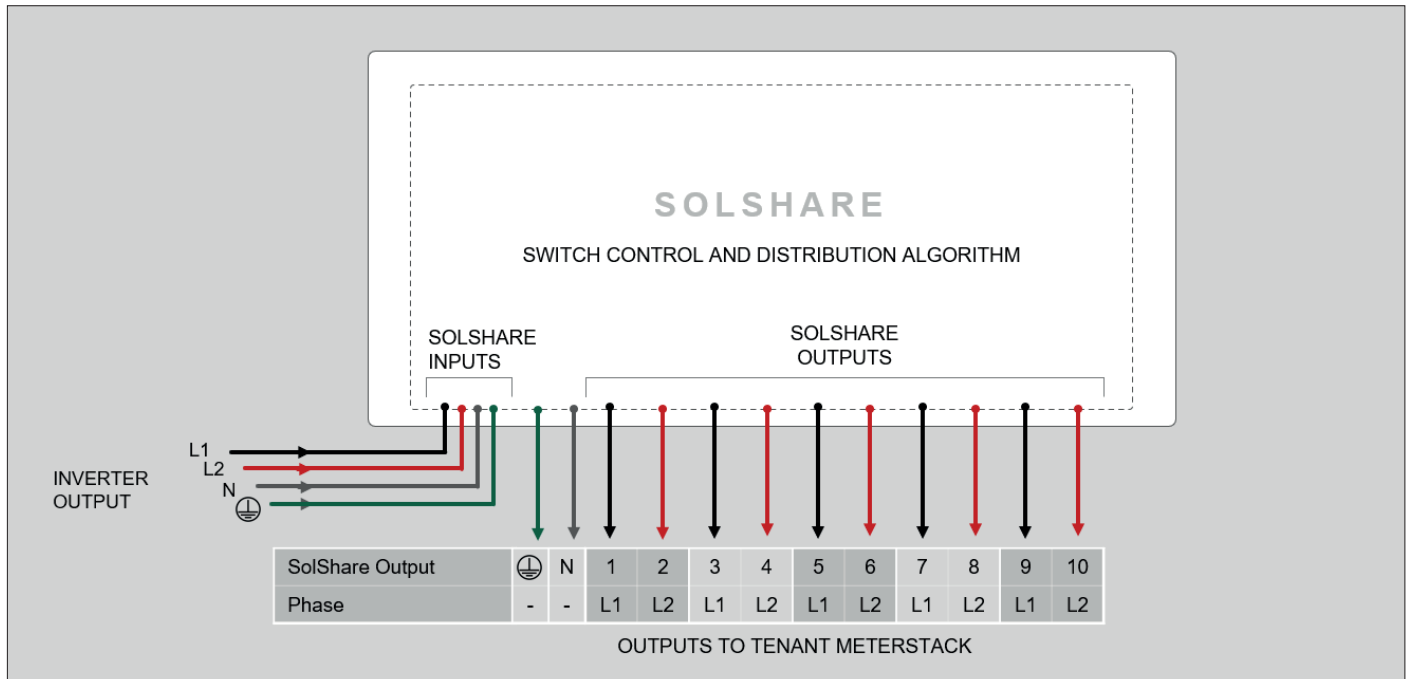 SOLSHARE
SWITCH CONTROL AND DISTRIBUTION ALGORITHM
SOLSHARE
INPUTS
SOLSHARE
OUTPUTS
L1
L2
N
INVERTER
OUTPUT
SolShare Output N 1 2 3 4 5 6 7 8 9 10
Phase - - L1 L2 L1 L2 L1 L2 L1 L2 L1 L2
OUTPUTS TO TENANT METERSTACK